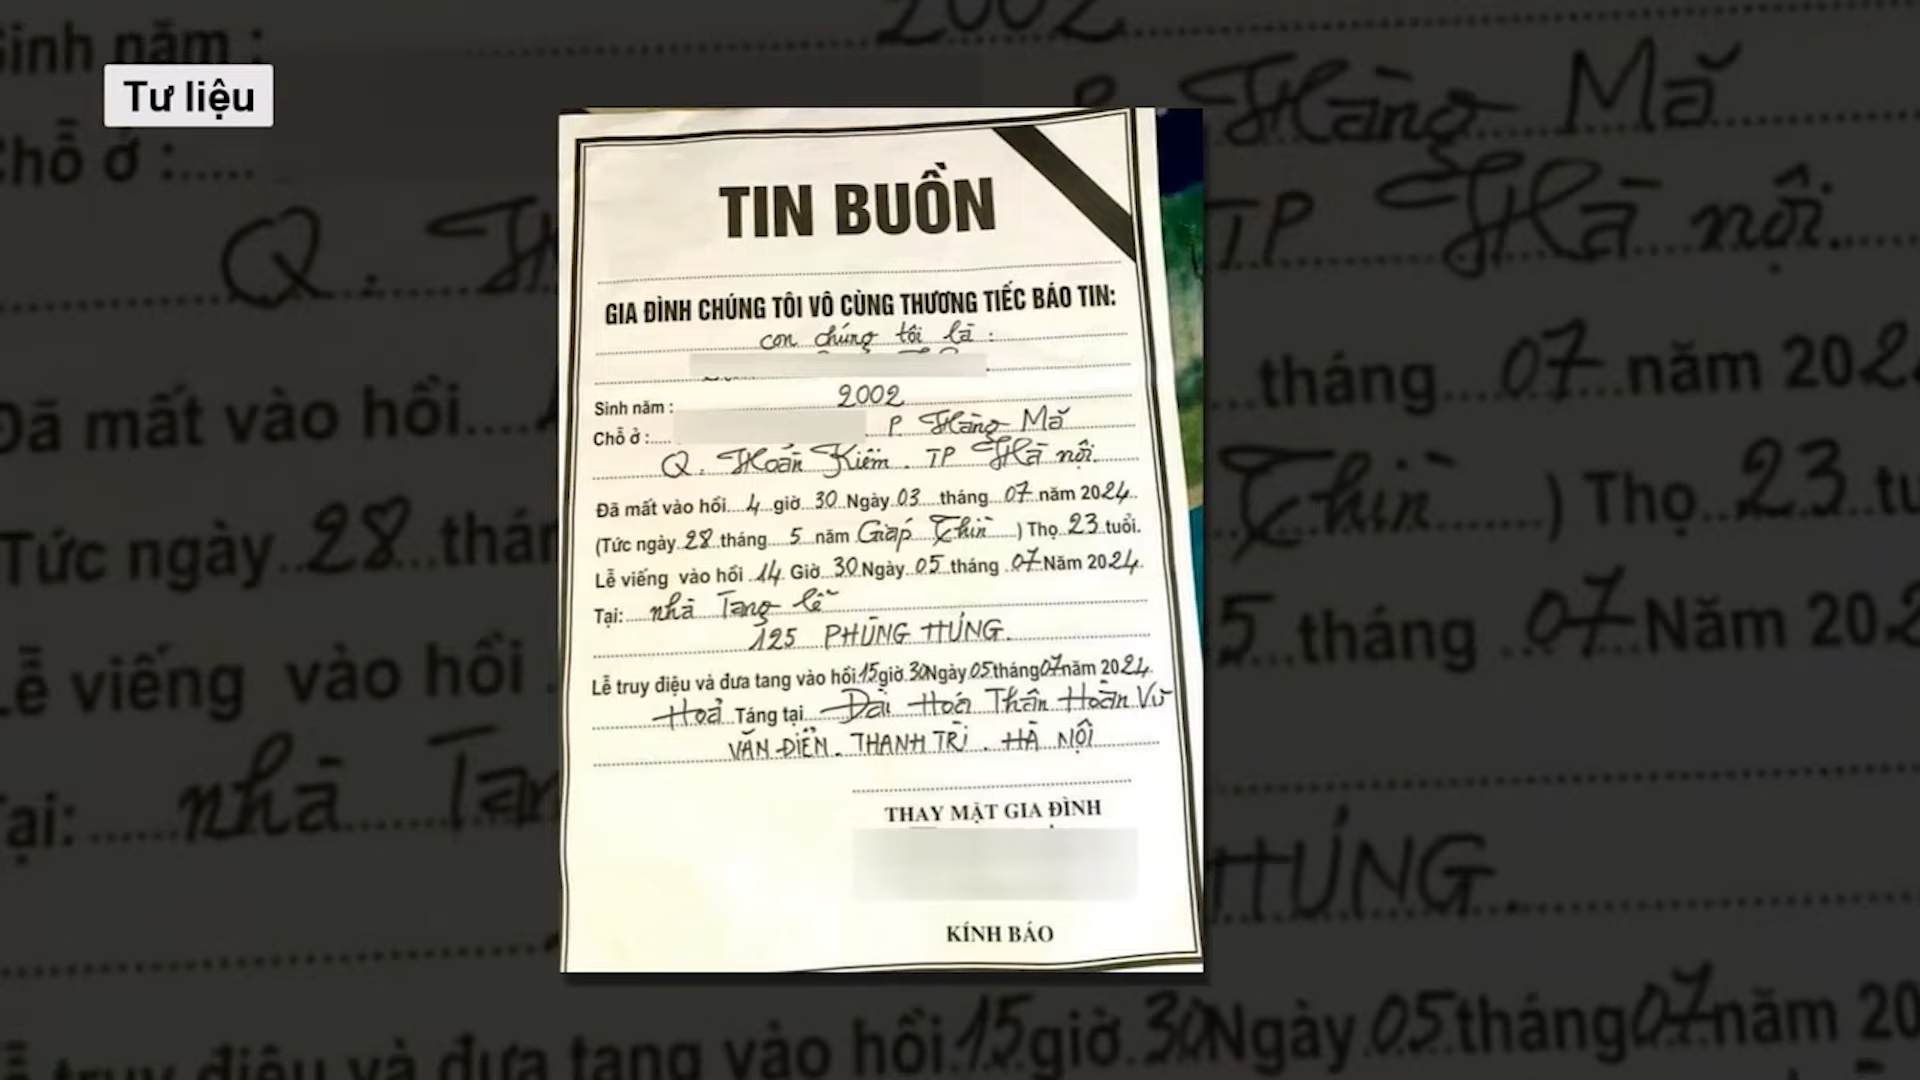 Tư liệu
TIN BUỒN
GIA ĐÌNH CHÚNG TÔI VÔ CÙNG THƯƠNG TIẾC BÁO TIN:
con chúng tôi là :
Sinh năm : 2002
Chỗ ở : P. Hàng Mã
Q. Hoàn Kiếm. TP Hà nội.
Đã mất vào hồi 4 giờ 30 Ngày 03 tháng 07 năm 2024
(Tức ngày 28 tháng 5 năm Giáp Thìn ) Thọ 23 tuổi.
Lễ viếng vào hồi 14 Giờ 30 Ngày 05 tháng 07 Năm 2024
Tại: nhà Tang lễ
125 PHÙNG HƯNG.
Lễ truy điệu và đưa tang vào hồi 15 giờ 30 Ngày 05 tháng 07 năm 2024
Hoả Táng tại Đài Hoá Thân Hoàn Vũ
VĂN ĐIỂN. THANH TRÌ. HÀ NỘI
THAY MẶT GIA ĐÌNH
KÍNH BÁO